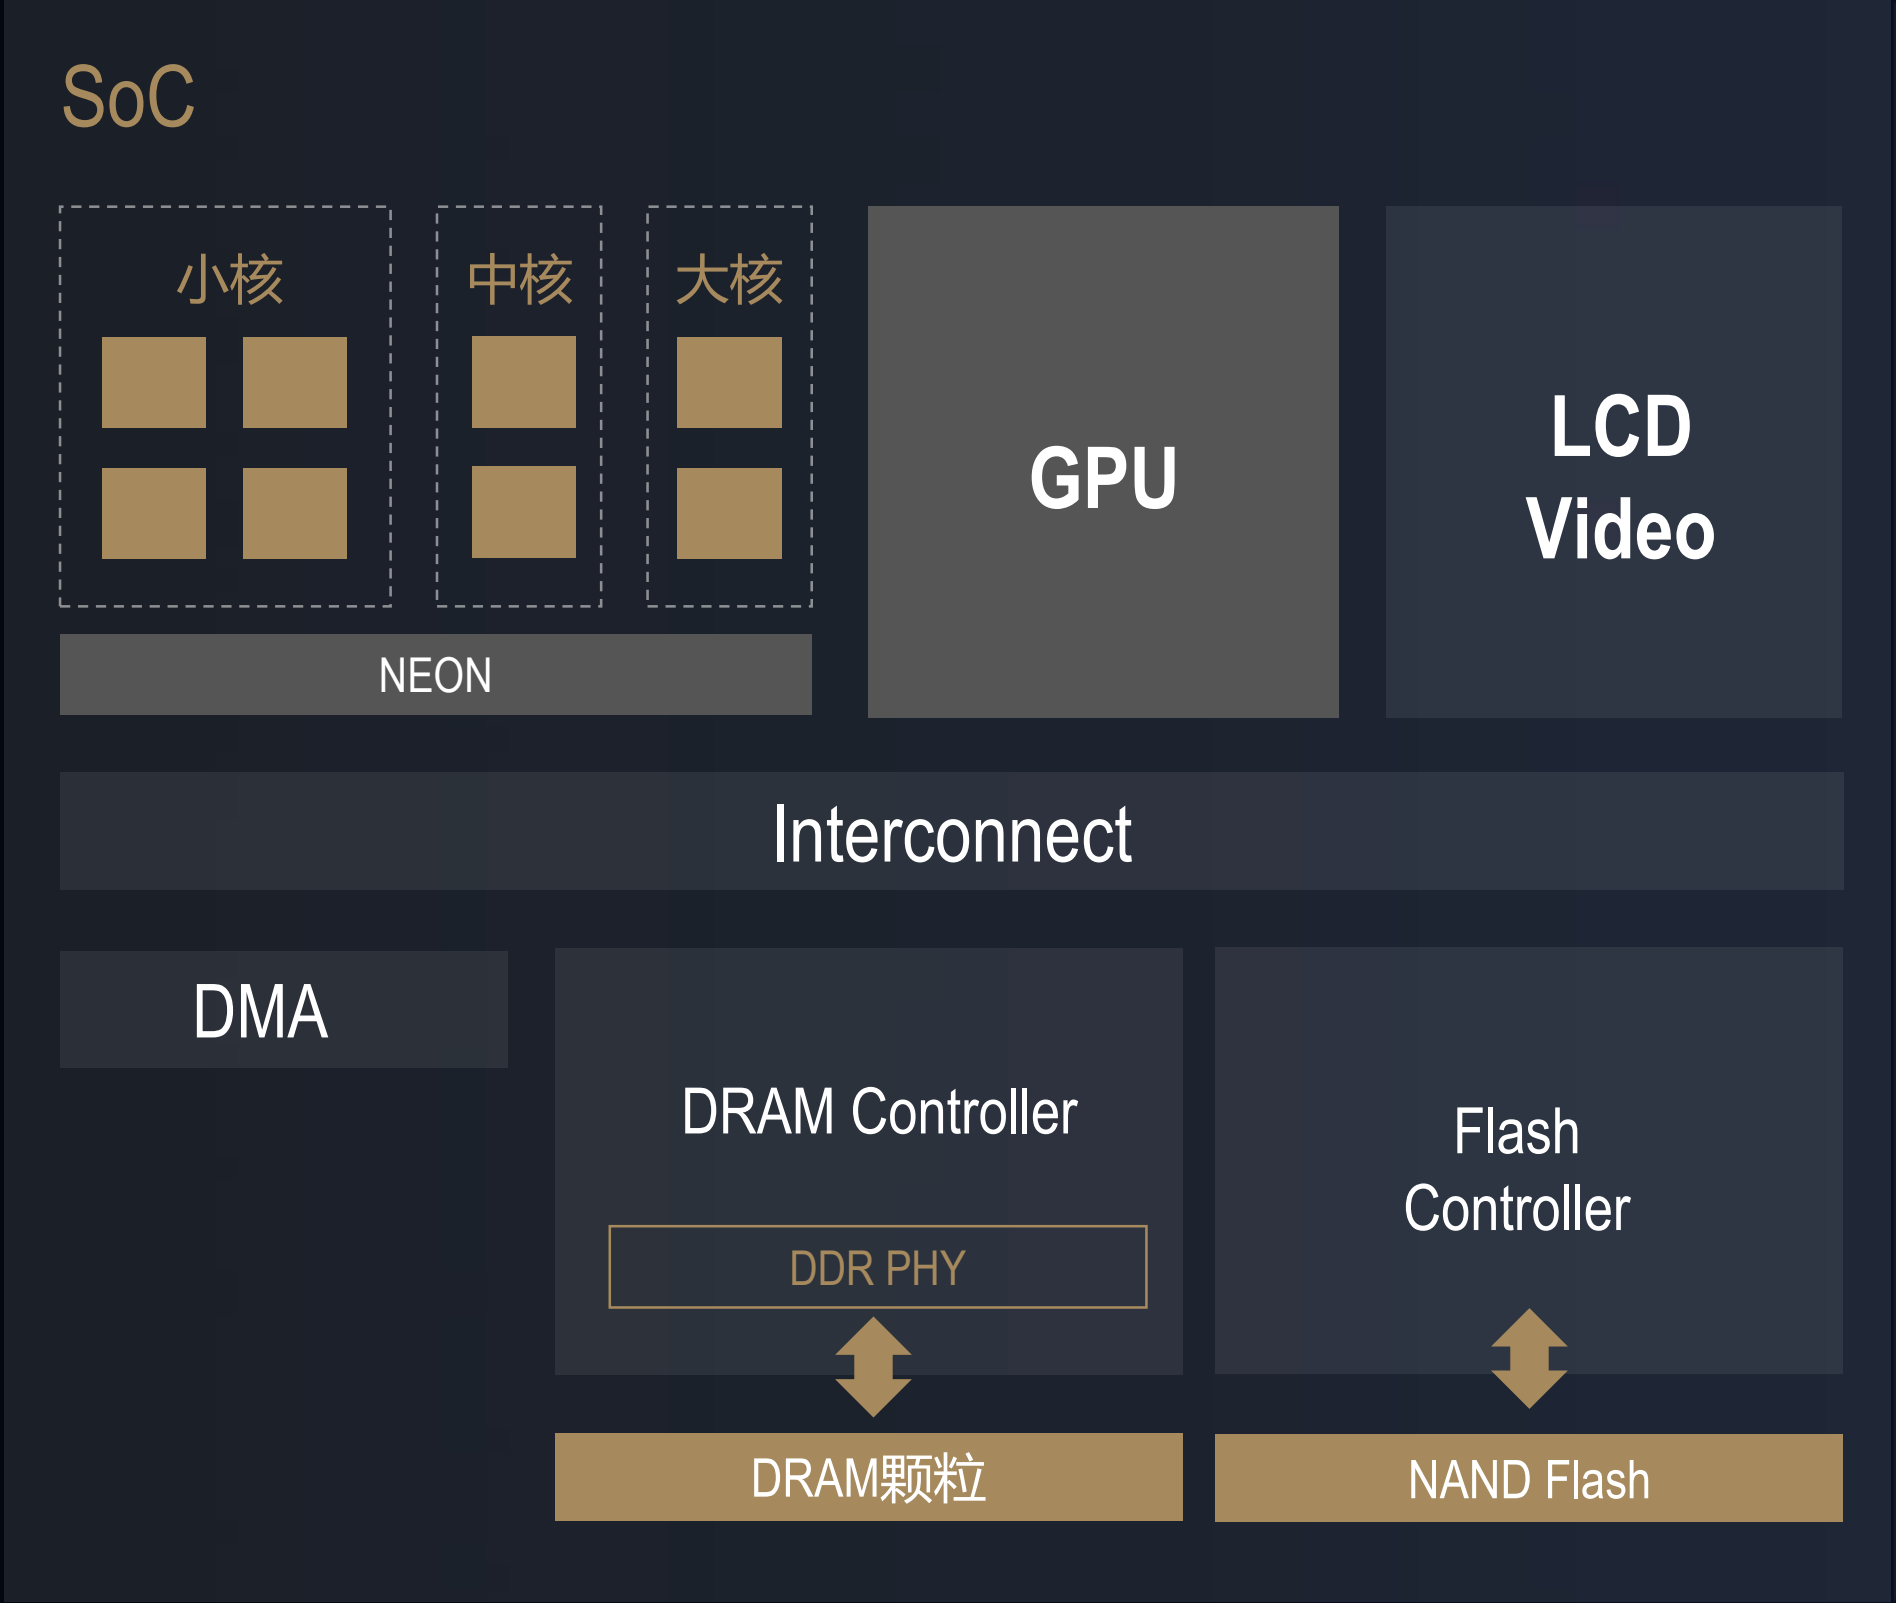 SoC
小核
中核
大核
GPU
LCD
Video
NEON
Interconnect
DMA
DRAM Controller
DDR PHY
Flash
Controller
DRAM颗粒
NAND Flash